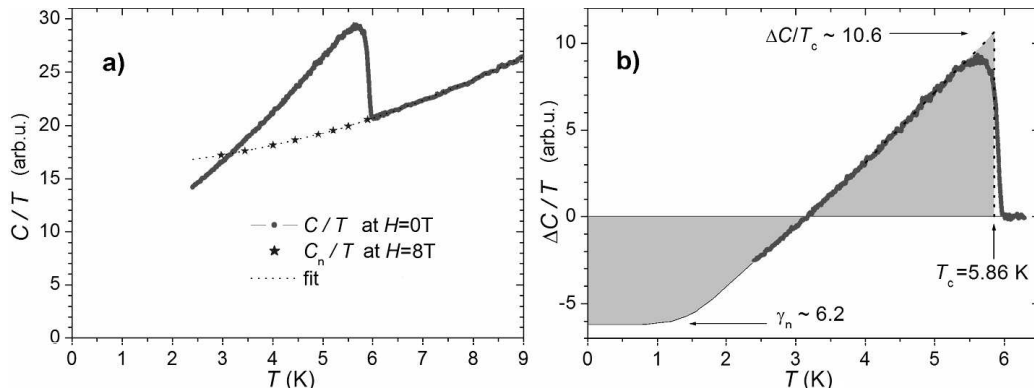 30
25
20
15
10
5
0
C / T (arb.u.)
a)
C / T at H=0T
Cₙ / T at H=8T
fit
0 1 2 3 4 5 6 7 8 9
T (K)
10
5
0
-5
ΔC / T (arb.u.)
b)
ΔC/T_c ~ 10.6
T_c=5.86 K
γₙ ~ 6.2
0 1 2 3 4 5 6
T (K)